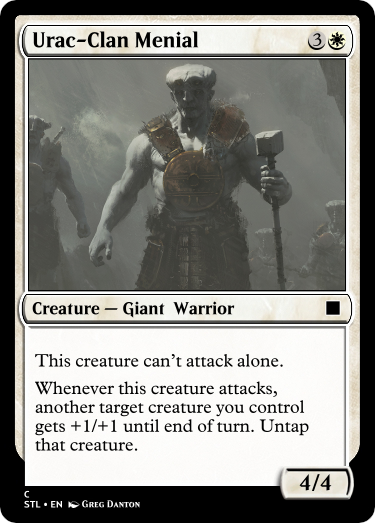 Urac-Clan Menial 3
Creature — Giant Warrior
This creature can't attack alone.
Whenever this creature attacks,
another target creature you control
gets +1/+1 until end of turn. Untap
that creature.
4/4
C
STL • EN Greg Danton